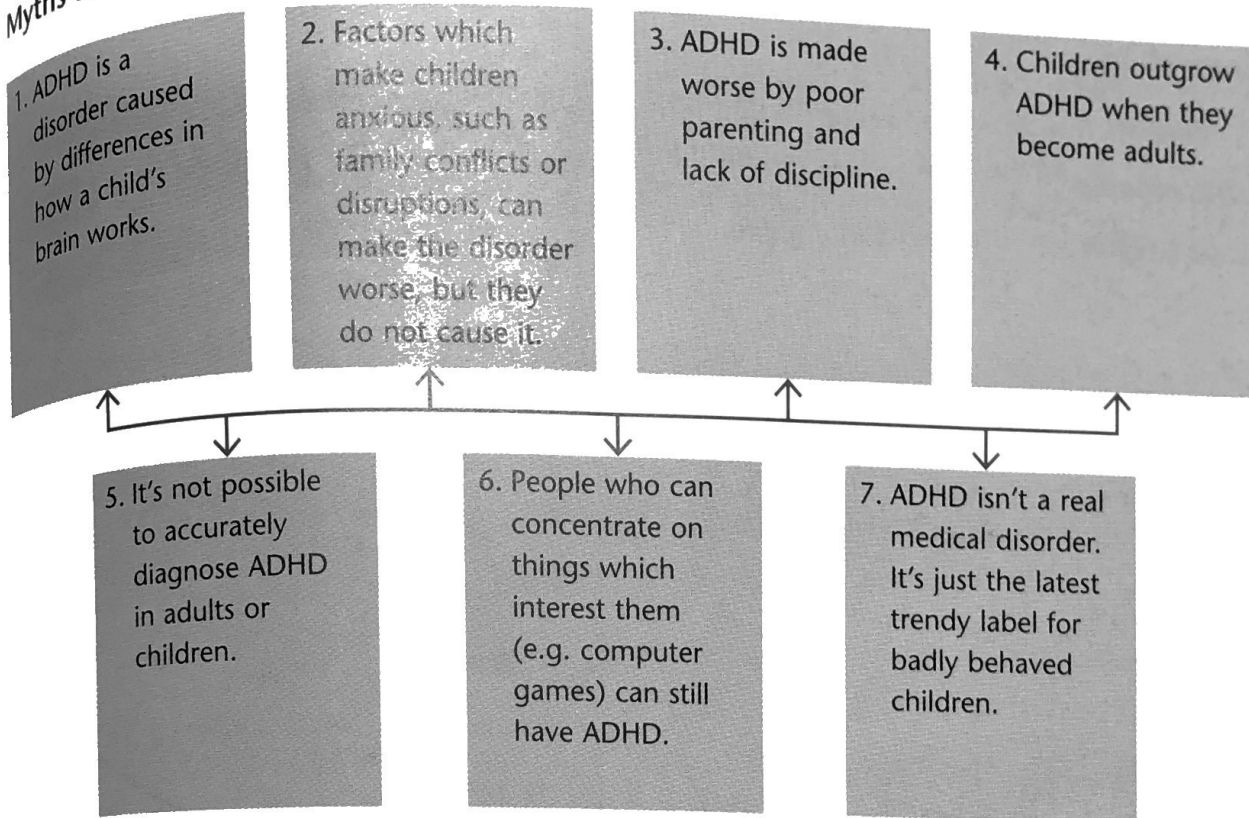 Myths
1. ADHD is a
disorder caused
by differences in
how a child's
brain works.
2. Factors which
make children
anxious, such as
family conflicts or
disruptions, can
make the disorder
worse, but they
do not cause it.
3. ADHD is made
worse by poor
parenting and
lack of discipline.
4. Children outgrow
ADHD when they
become adults.
5. It's not possible
to accurately
diagnose ADHD
in adults or
children.
6. People who can
concentrate on
things which
interest them
(e.g. computer
games) can still
have ADHD.
7. ADHD isn't a real
medical disorder.
It's just the latest
trendy label for
badly behaved
children.